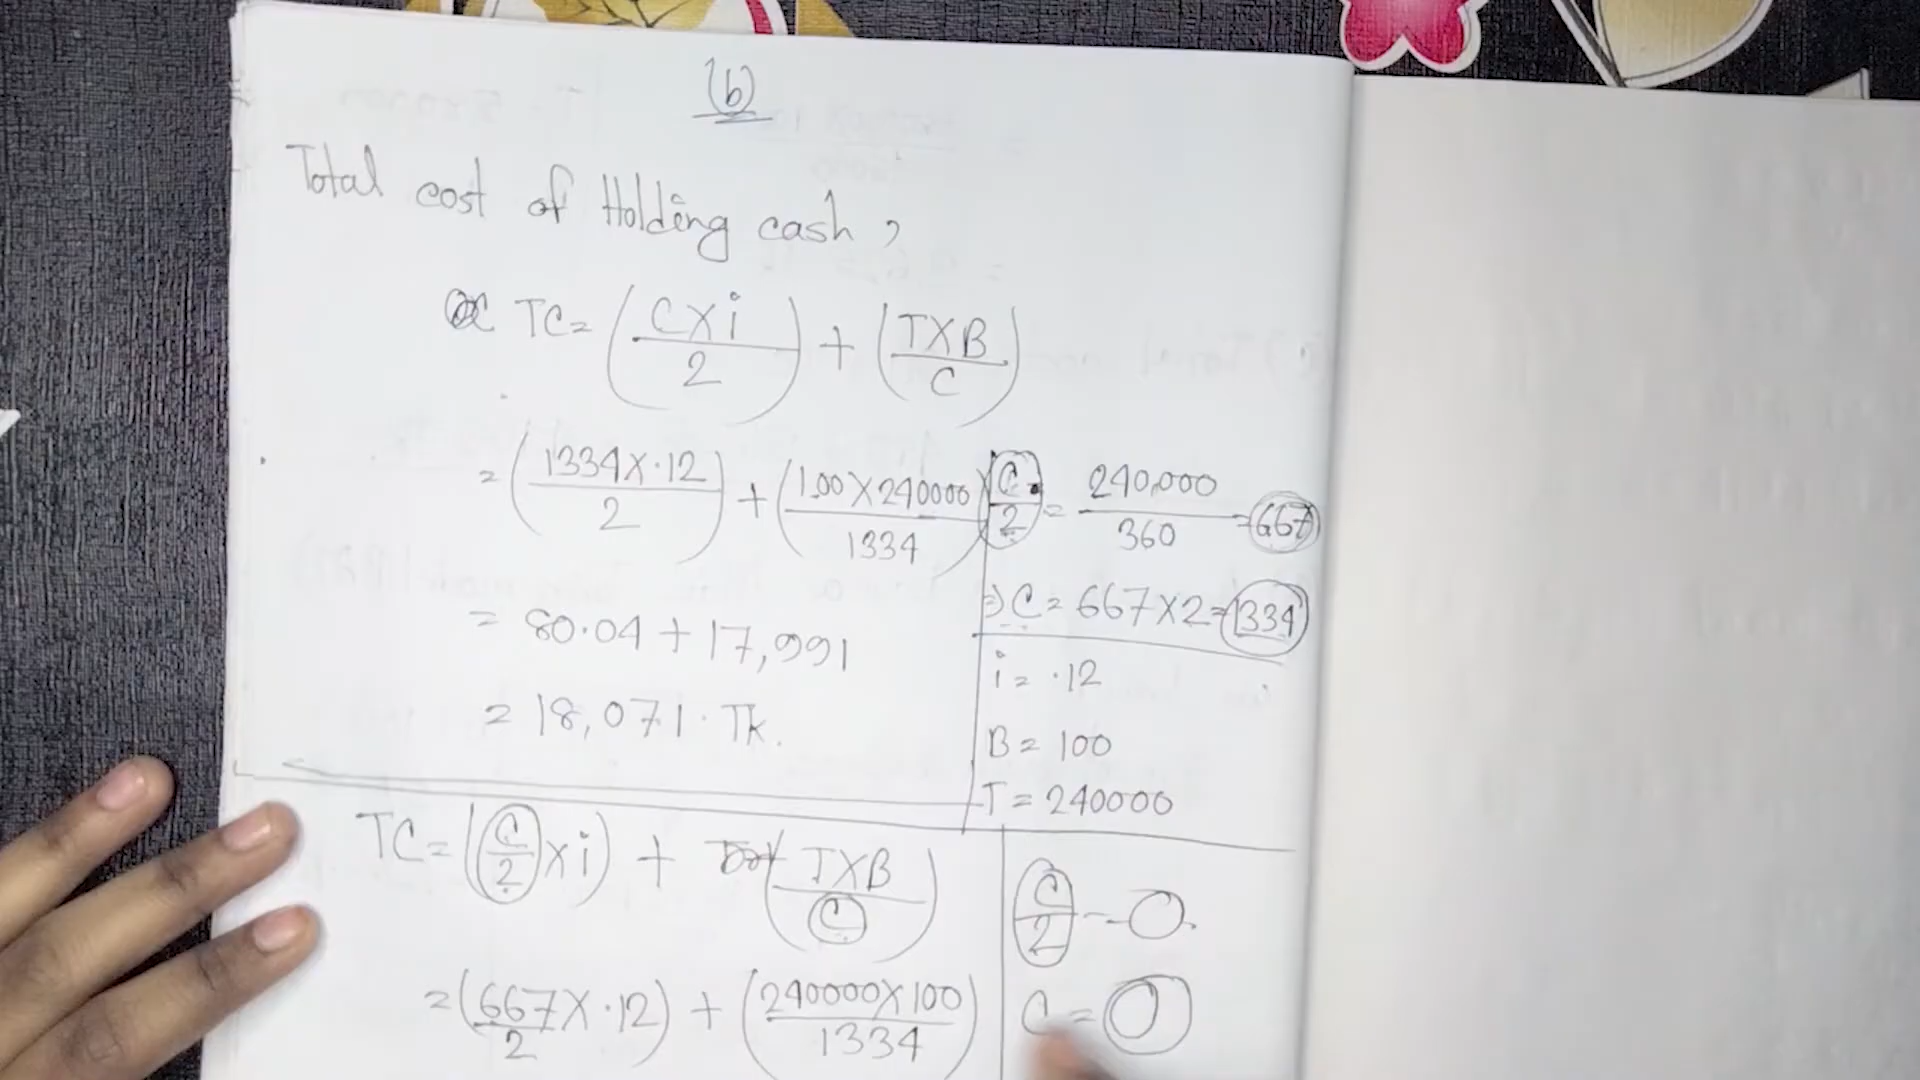 (b)
Total cost of Holding cash,
TC = (C×i / 2) + (T×B / C)
= (1334×.12 / 2) + (100×240000 / 1334)
= 80.04 + 17,991
= 18,071. Tk.
C/2 = 240,000 / 360 = 667
⇒ C = 667×2 = 1334
i = .12
B = 100
T = 240000
TC = (C/2 × i) + (T×B / C)
= (667/2 × .12) + (240000×100 / 1334)
C/2 - O
C = O